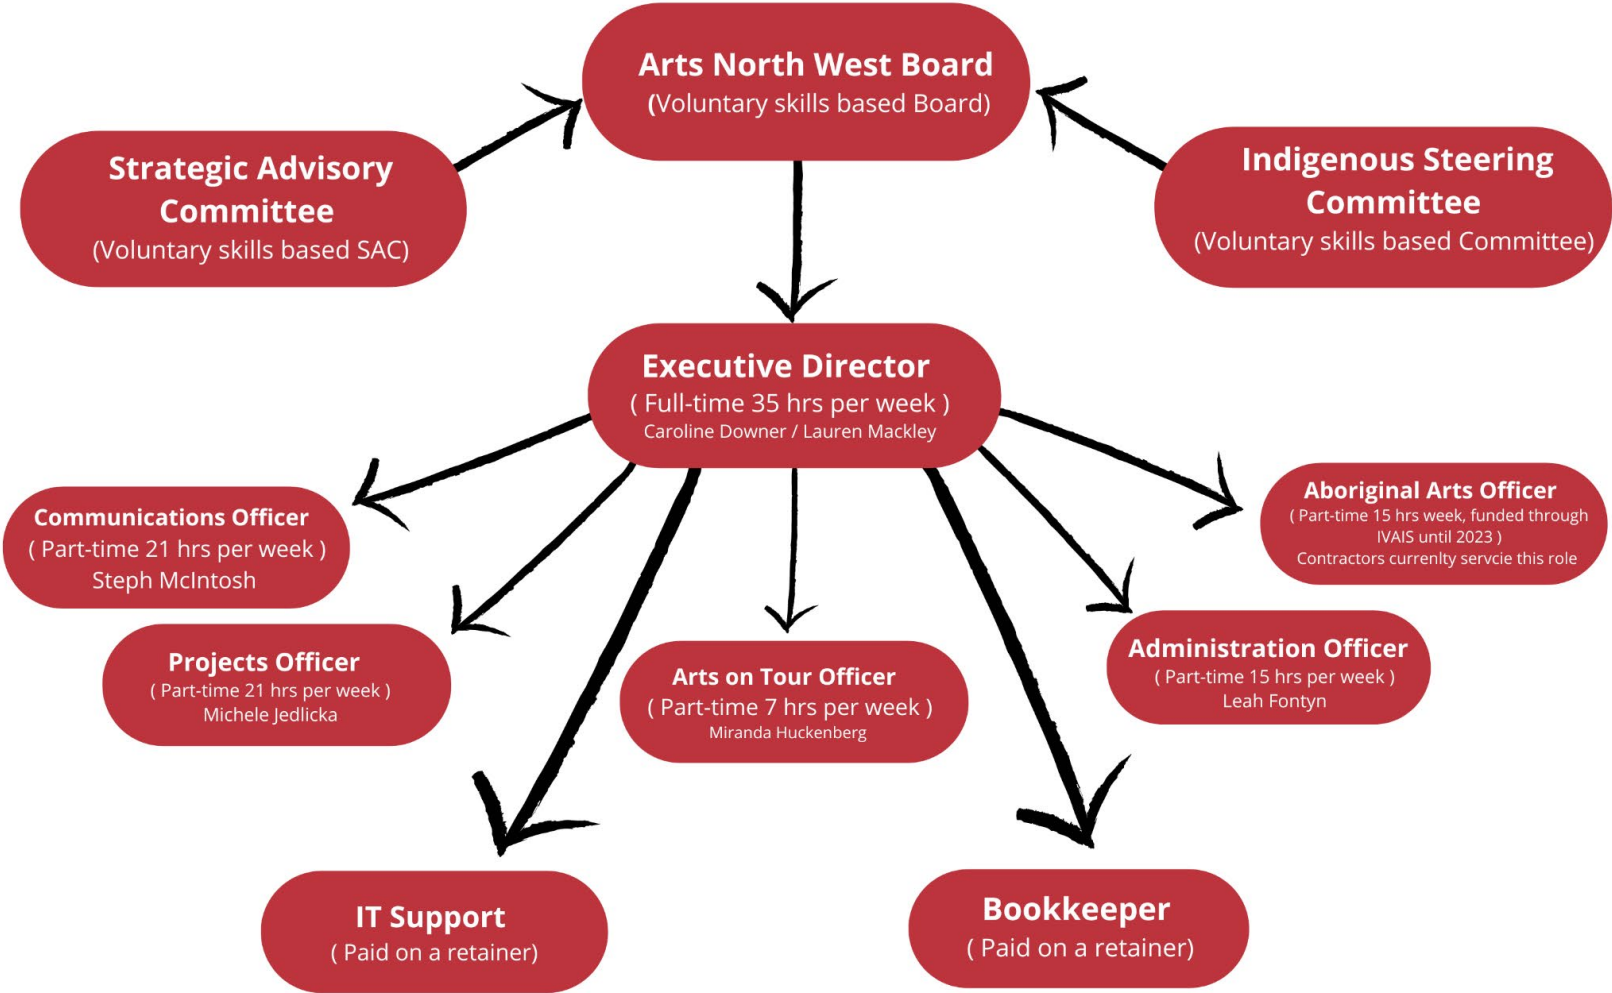 Arts North West Board
(Voluntary skills based Board)
Strategic Advisory
Committee
(Voluntary skills based SAC)
Indigenous Steering
Committee
(Voluntary skills based Committee)
Executive Director
( Full-time 35 hrs per week )
Caroline Downer / Lauren Mackley
Communications Officer
( Part-time 21 hrs per week )
Steph McIntosh
Aboriginal Arts Officer
( Part-time 15 hrs week, funded through
IVAIS until 2023 )
Contractors currenlty servcie this role
Projects Officer
( Part-time 21 hrs per week )
Michele Jedlicka
Arts on Tour Officer
( Part-time 7 hrs per week )
Miranda Huckenberg
Administration Officer
( Part-time 15 hrs per week )
Leah Fontyn
IT Support
( Paid on a retainer)
Bookkeeper
( Paid on a retainer)